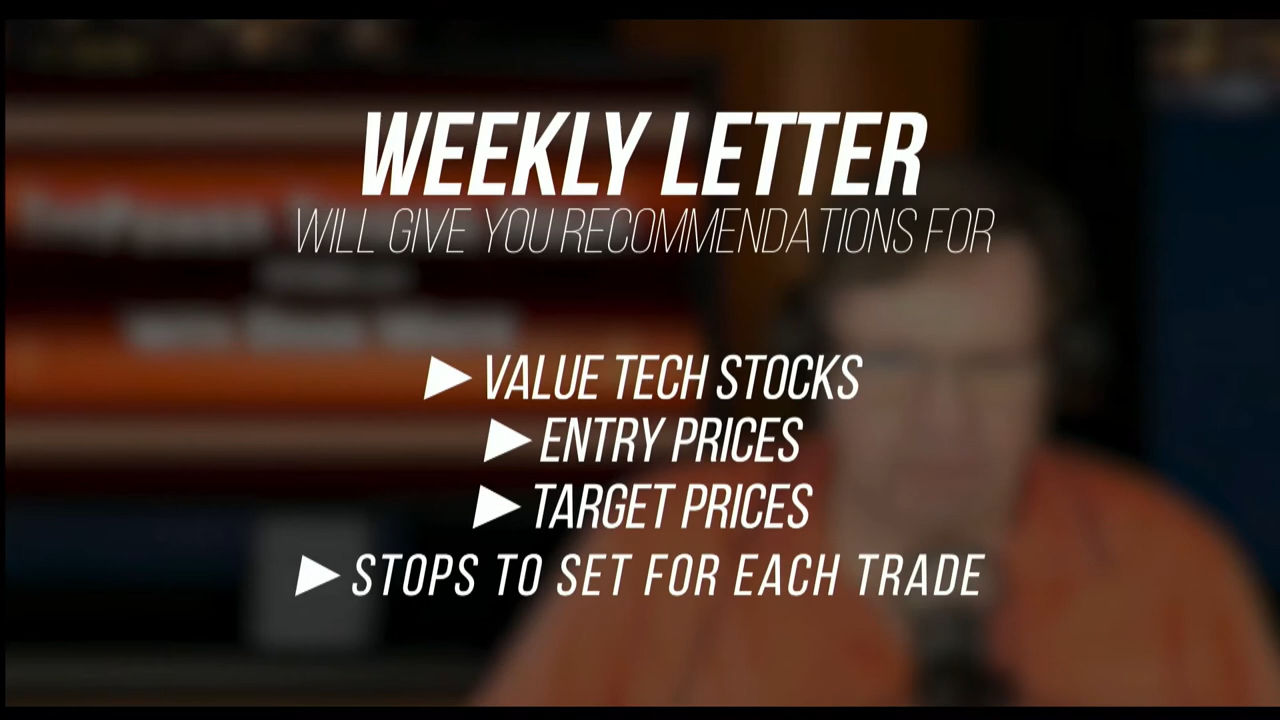 WEEKLY LETTER
WILL GIVE YOU RECOMMENDATIONS FOR
▶ VALUE TECH STOCKS
▶ ENTRY PRICES
▶ TARGET PRICES
▶ STOPS TO SET FOR EACH TRADE